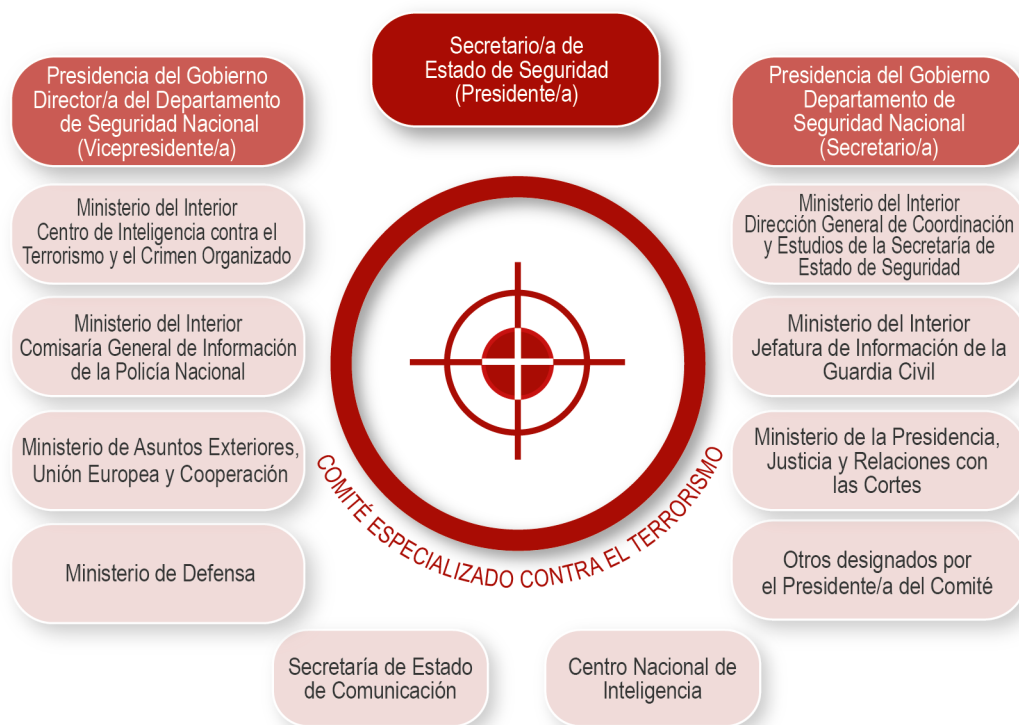 Secretario/a de
Estado de Seguridad
(Presidente/a)
Presidencia del Gobierno
Director/a del Departamento
de Seguridad Nacional
(Vicepresidente/a)
Presidencia del Gobierno
Departamento de
Seguridad Nacional
(Secretario/a)
Ministerio del Interior
Centro de Inteligencia contra el
Terrorismo y el Crimen Organizado
Ministerio del Interior
Dirección General de Coordinación
y Estudios de la Secretaría de
Estado de Seguridad
Ministerio del Interior
Comisaría General de Información
de la Policía Nacional
Ministerio del Interior
Jefatura de Información de la
Guardia Civil
Ministerio de Asuntos Exteriores,
Unión Europea y Cooperación
Ministerio de la Presidencia,
Justicia y Relaciones con
las Cortes
Ministerio de Defensa
Otros designados por
el Presidente/a del Comité
COMITÉ ESPECIALIZADO CONTRA EL TERRORISMO
Secretaría de Estado
de Comunicación
Centro Nacional de
Inteligencia